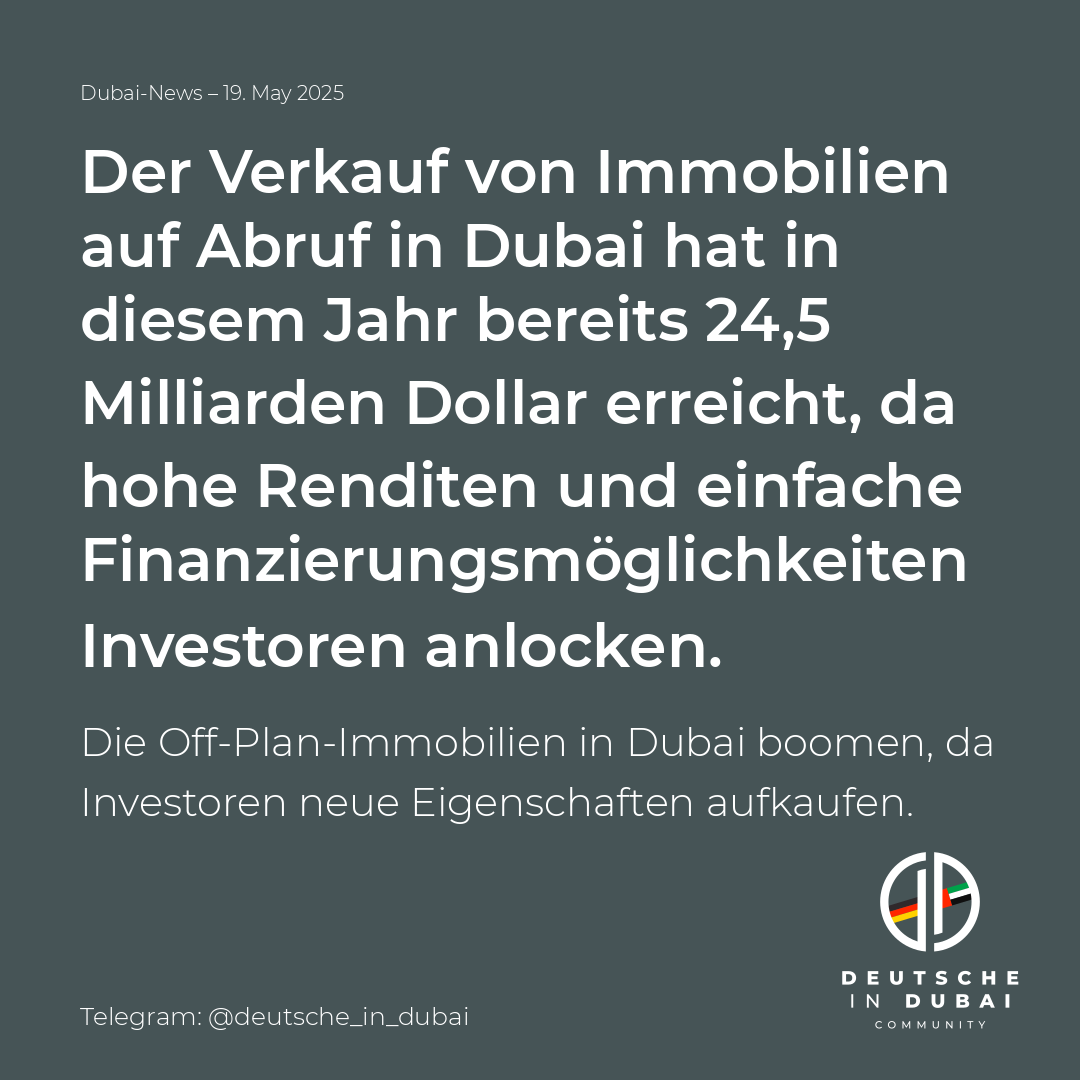 Dubai-News – 19. May 2025
Der Verkauf von Immobilien
auf Abruf in Dubai hat in
diesem Jahr bereits 24,5
Milliarden Dollar erreicht, da
hohe Renditen und einfache
Finanzierungsmöglichkeiten
Investoren anlocken.
Die Off-Plan-Immobilien in Dubai boomen, da
Investoren neue Eigenschaften aufkaufen.
DEUTSCHE
IN DUBAI
COMMUNITY
Telegram: @deutsche_in_dubai